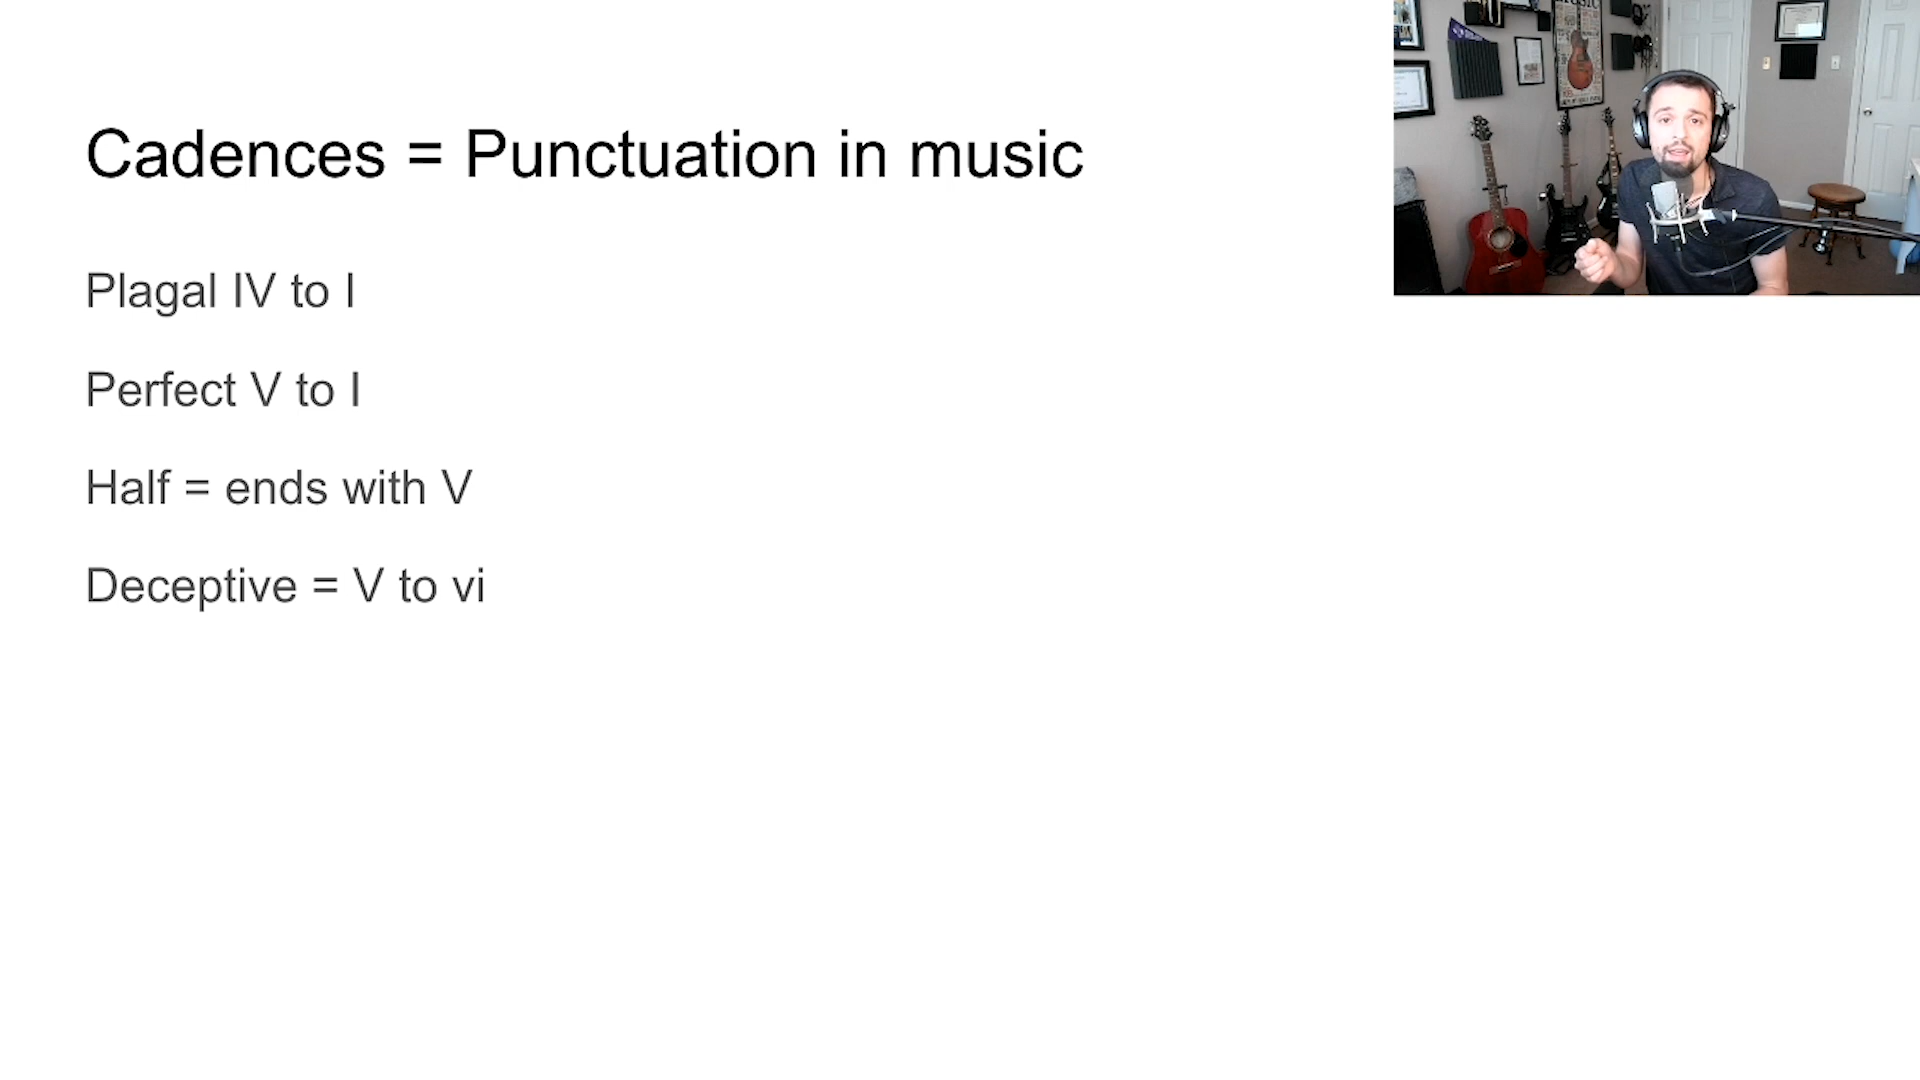 Cadences = Punctuation in music
Plagal IV to I
Perfect V to I
Half = ends with V
Deceptive = V to vi